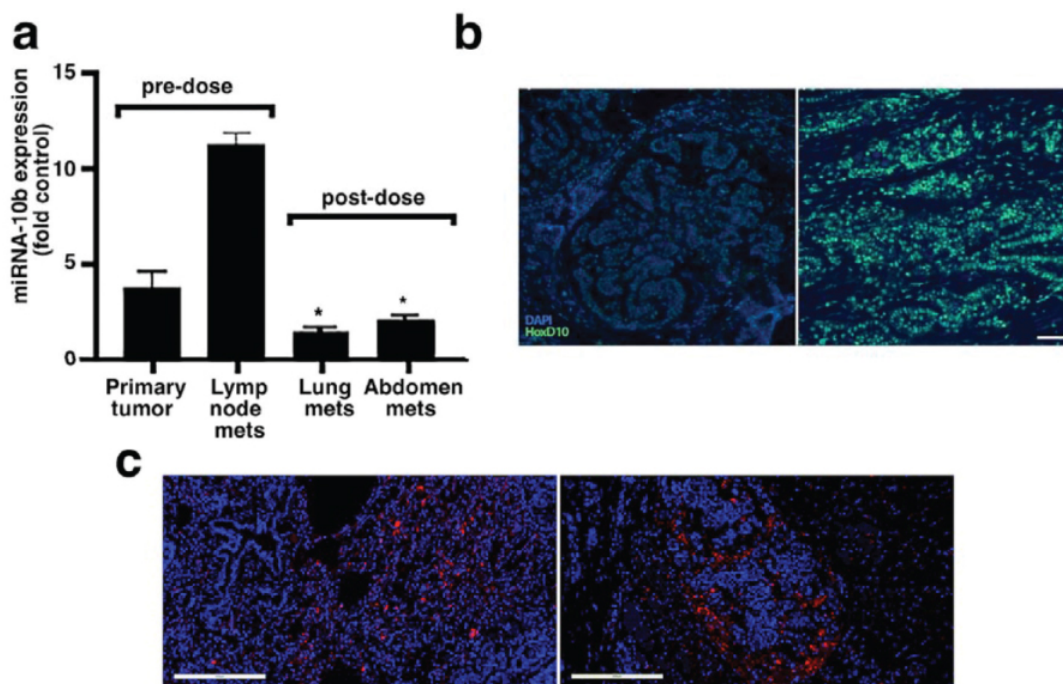 a
miRNA-10b expression
(fold control)
15
10
5
0
pre-dose
post-dose
*
*
Primary
tumor
Lymp
node
mets
Lung
mets
Abdomen
mets
b
DAPI
HoxD10
c